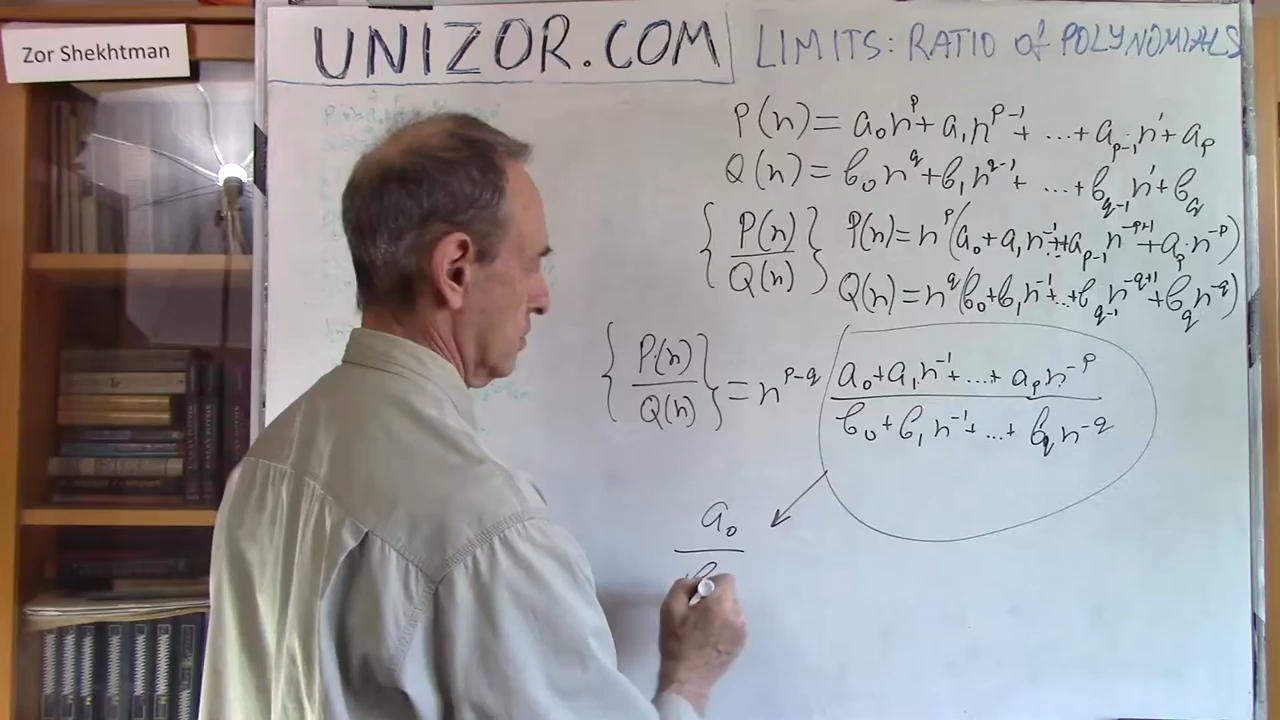 Zor Shekhtman
UNIZOR.COM
LIMITS: RATIO of POLYNOMIALS
P(n) = a₀nᵖ + a₁nᵖ⁻¹ + ... + aₚ₋₁n¹ + aₚ
Q(n) = b₀n^q + b₁n^(q-1) + ... + b_(q-1)n¹ + b_q
{P(n)/Q(n)} P(n) = nᵖ(a₀ + a₁n⁻¹ + ... + aₚ₋₁n⁻ᵖ⁺¹ + aₚn⁻ᵖ)
Q(n) = n^q(b₀ + b₁n⁻¹ + ... + b_(q-1)n^(-q+1) + b_q n^(-q))
{P(n)/Q(n)} = n^(p-q) (a₀ + a₁n⁻¹ + ... + aₚn⁻ᵖ)/(b₀ + b₁n⁻¹ + ... + b_q n^(-q))
a₀